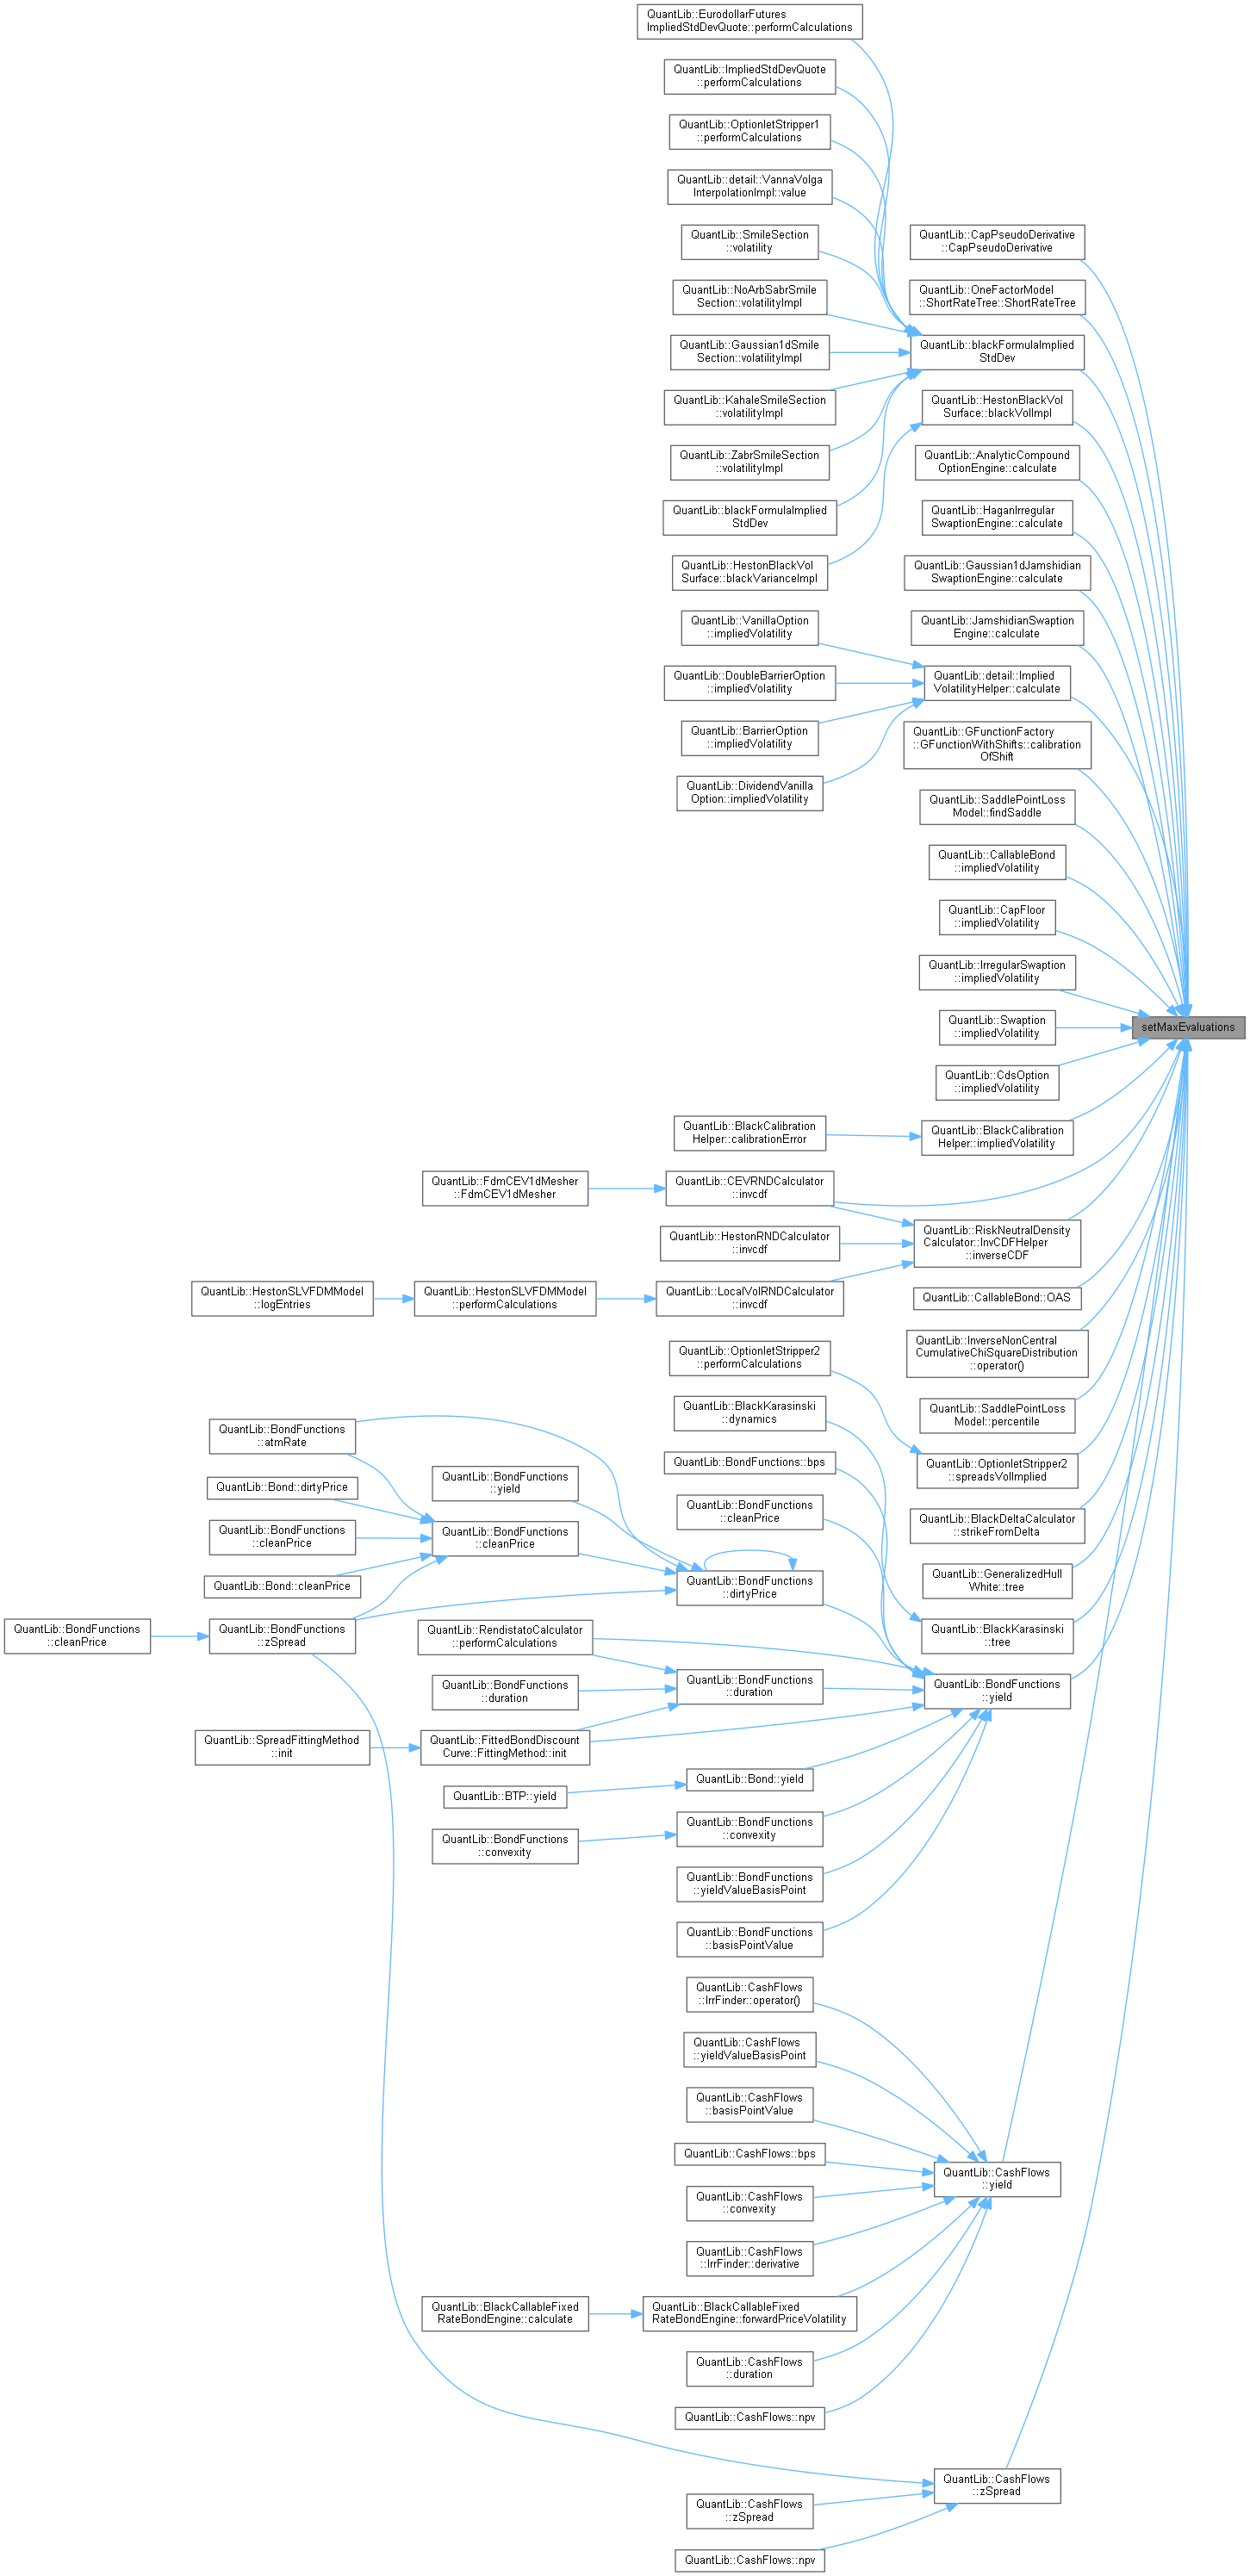 QuantLib::EurodollarFutures
ImpliedStdDevQuote::performCalculations
QuantLib::ImpliedStdDevQuote
::performCalculations
QuantLib::OptionletStripper1
::performCalculations
QuantLib::detail::VannaVolga
InterpolationImpl::value
QuantLib::SmileSection
::volatility
QuantLib::NoArbSabrSmile
Section::volatilityImpl
QuantLib::Gaussian1dSmile
Section::volatilityImpl
QuantLib::KahaleSmileSection
::volatilityImpl
QuantLib::ZabrSmileSection
::volatilityImpl
QuantLib::blackFormulaImplied
StdDev
QuantLib::HestonBlackVol
Surface::blackVarianceImpl
QuantLib::VanillaOption
::impliedVolatility
QuantLib::DoubleBarrierOption
::impliedVolatility
QuantLib::BarrierOption
::impliedVolatility
QuantLib::DividendVanilla
Option::impliedVolatility
QuantLib::CapPseudoDerivative
::CapPseudoDerivative
QuantLib::OneFactorModel
::ShortRateTree::ShortRateTree
QuantLib::blackFormulaImplied
StdDev
QuantLib::HestonBlackVol
Surface::blackVolImpl
QuantLib::AnalyticCompound
OptionEngine::calculate
QuantLib::HaganIrregular
SwaptionEngine::calculate
QuantLib::Gaussian1dJamshidian
SwaptionEngine::calculate
QuantLib::JamshidianSwaption
Engine::calculate
QuantLib::detail::Implied
VolatilityHelper::calculate
QuantLib::GFunctionFactory
::GFunctionWithShifts::calibration
OfShift
QuantLib::SaddlePointLoss
Model::findSaddle
QuantLib::CallableBond
::impliedVolatility
QuantLib::CapFloor
::impliedVolatility
QuantLib::IrregularSwaption
::impliedVolatility
QuantLib::Swaption
::impliedVolatility
setMaxEvaluations
QuantLib::CdsOption
::impliedVolatility
QuantLib::BlackCalibration
Helper::calibrationError
QuantLib::BlackCalibration
Helper::impliedVolatility
QuantLib::FdmCEV1dMesher
::FdmCEV1dMesher
QuantLib::CEVRNDCalculator
::invcdf
QuantLib::HestonRNDCalculator
::invcdf
QuantLib::RiskNeutralDensity
Calculator::InvCDFHelper
::inverseCDF
QuantLib::HestonSLVFDMModel
::logEntries
QuantLib::HestonSLVFDMModel
::performCalculations
QuantLib::LocalVolRNDCalculator
::invcdf
QuantLib::CallableBond::OAS
QuantLib::InverseNonCentral
CumulativeChiSquareDistribution
::operator()
QuantLib::OptionletStripper2
::performCalculations
QuantLib::SaddlePointLoss
Model::percentile
QuantLib::BlackKarasinski
::dynamics
QuantLib::BondFunctions
::atmRate
QuantLib::BondFunctions::bps
QuantLib::OptionletStripper2
::spreadsVolImplied
QuantLib::Bond::dirtyPrice
QuantLib::BondFunctions
::yield
QuantLib::BondFunctions
::cleanPrice
QuantLib::BlackDeltaCalculator
::strikeFromDelta
QuantLib::BondFunctions
::cleanPrice
QuantLib::BondFunctions
::cleanPrice
QuantLib::Bond::cleanPrice
QuantLib::BondFunctions
::dirtyPrice
QuantLib::GeneralizedHull
White::tree
QuantLib::BondFunctions
::cleanPrice
QuantLib::BondFunctions
::zSpread
QuantLib::RendistatoCalculator
::performCalculations
QuantLib::BlackKarasinski
::tree
QuantLib::BondFunctions
::duration
QuantLib::BondFunctions
::duration
QuantLib::BondFunctions
::yield
QuantLib::SpreadFittingMethod
::init
QuantLib::FittedBondDiscount
Curve::FittingMethod::init
QuantLib::BTP::yield
QuantLib::Bond::yield
QuantLib::BondFunctions
::convexity
QuantLib::BondFunctions
::convexity
QuantLib::BondFunctions
::yieldValueBasisPoint
QuantLib::BondFunctions
::basisPointValue
QuantLib::CashFlows
::IrrFinder::operator()
QuantLib::CashFlows
::yieldValueBasisPoint
QuantLib::CashFlows
::basisPointValue
QuantLib::CashFlows::bps
QuantLib::CashFlows
::yield
QuantLib::CashFlows
::convexity
QuantLib::CashFlows
::IrrFinder::derivative
QuantLib::BlackCallableFixed
RateBondEngine::calculate
QuantLib::BlackCallableFixed
RateBondEngine::forwardPriceVolatility
QuantLib::CashFlows
::duration
QuantLib::CashFlows::npv
QuantLib::CashFlows
::zSpread
QuantLib::CashFlows
::zSpread
QuantLib::CashFlows::npv